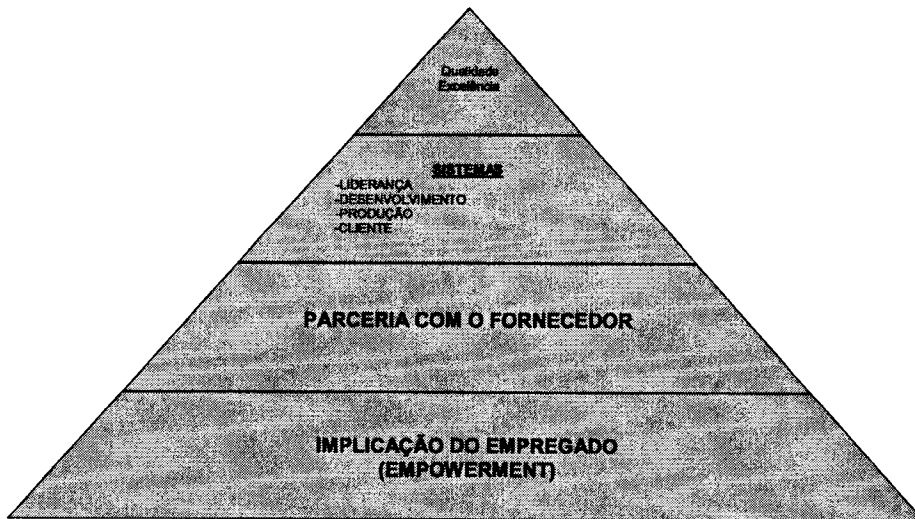 Qualidade
Excelência
SISTEMAS
-LIDERANÇA
-DESENVOLVIMENTO
-PRODUÇÃO
-CLIENTE
PARCERIA COM O FORNECEDOR
IMPLICAÇÃO DO EMPREGADO
(EMPOWERMENT)